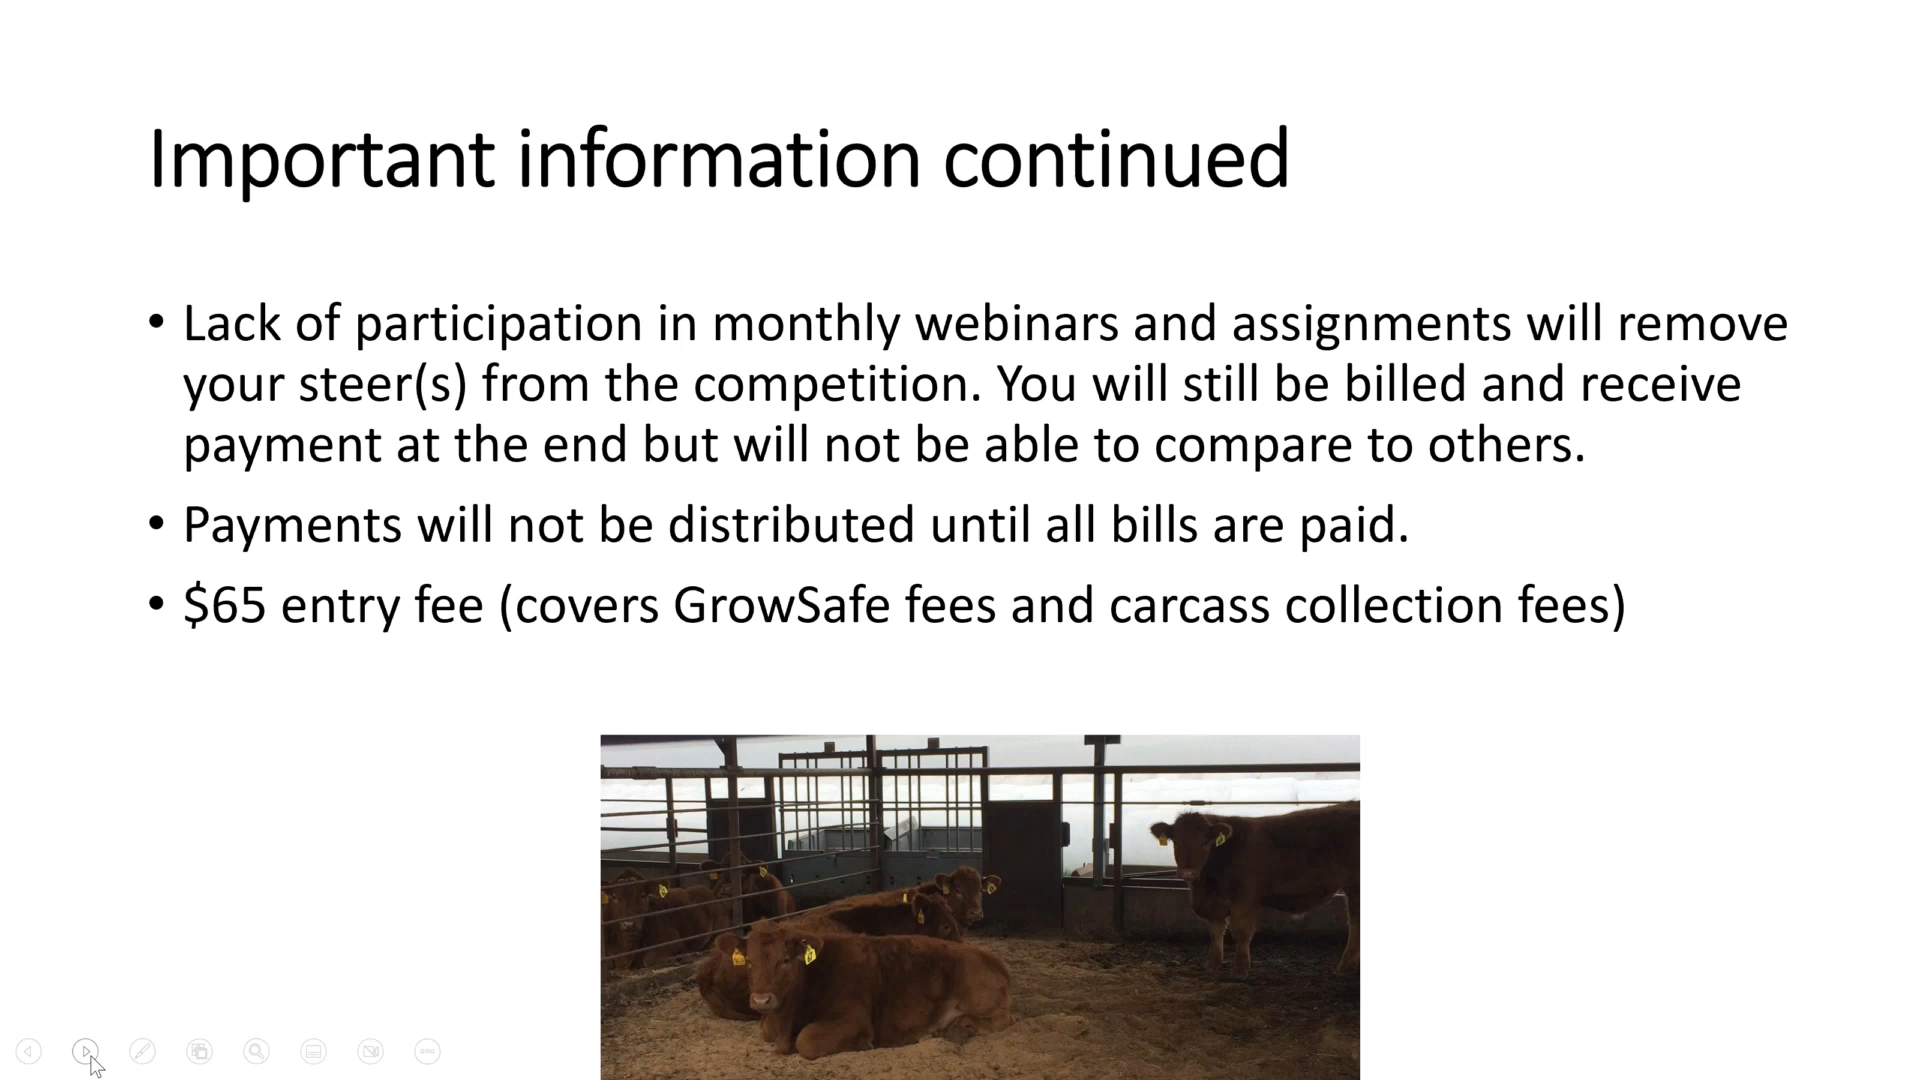 Important information continued
• Lack of participation in monthly webinars and assignments will remove
your steer(s) from the competition. You will still be billed and receive
payment at the end but will not be able to compare to others.
• Payments will not be distributed until all bills are paid.
• $65 entry fee (covers GrowSafe fees and carcass collection fees)